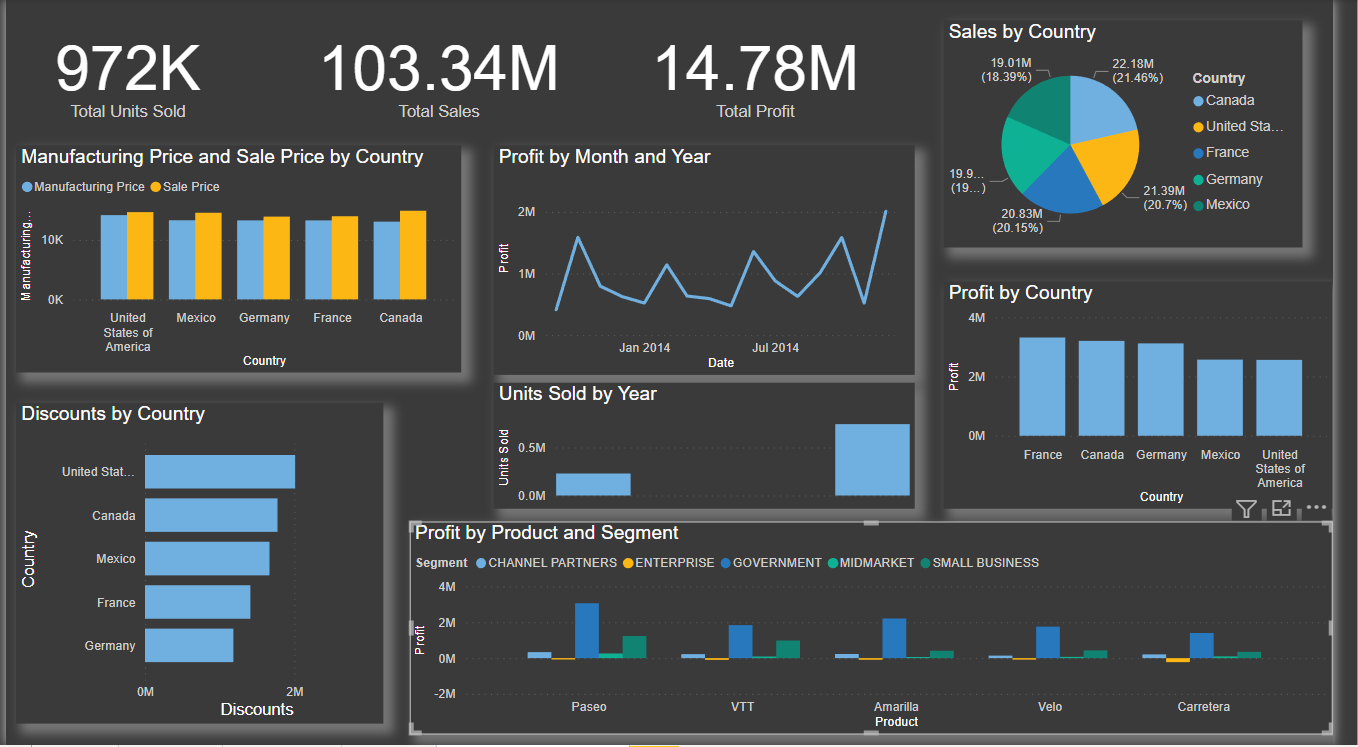 972K
Total Units Sold
103.34M
Total Sales
14.78M
Total Profit
Sales by Country
19.01M
(18.39%)
22.18M
(21.46%)
19.9...
(19...)
21.39M
(20.7%)
20.83M
(20.15%)
Country
Canada
United Sta...
France
Germany
Mexico
Manufacturing Price and Sale Price by Country
Manufacturing Price Sale Price
Manufacturing...
10K
0K
United
States of
America
Mexico
Germany
France
Canada
Country
Profit by Month and Year
Profit
2M
1M
0M
Jan 2014
Jul 2014
Date
Units Sold by Year
Units Sold
0.5M
0.0M
Profit by Country
Profit
4M
2M
0M
France
Canada
Germany
Mexico
United
States of
America
Country
Discounts by Country
Country
United Stat...
Canada
Mexico
France
Germany
0M
2M
Discounts
Profit by Product and Segment
Segment CHANNEL PARTNERS ENTERPRISE GOVERNMENT MIDMARKET SMALL BUSINESS
Profit
4M
2M
0M
-2M
Paseo
VTT
Amarilla
Velo
Carretera
Product